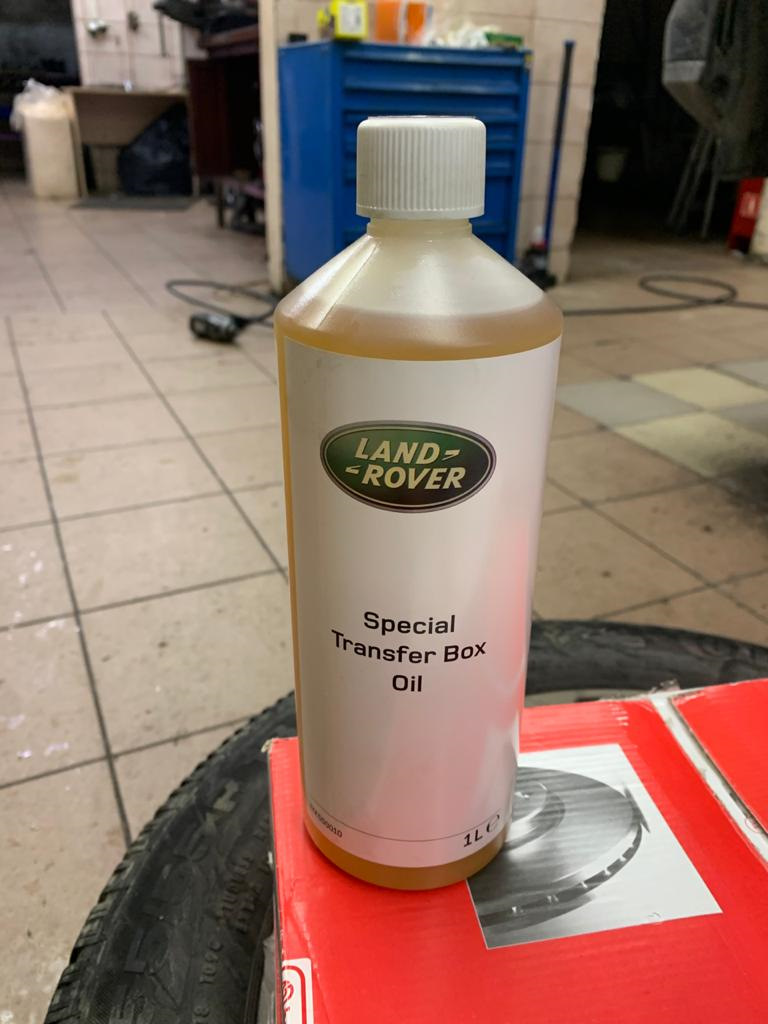 LAND
ROVER
Special
Transfer Box
Oil
1L ℮